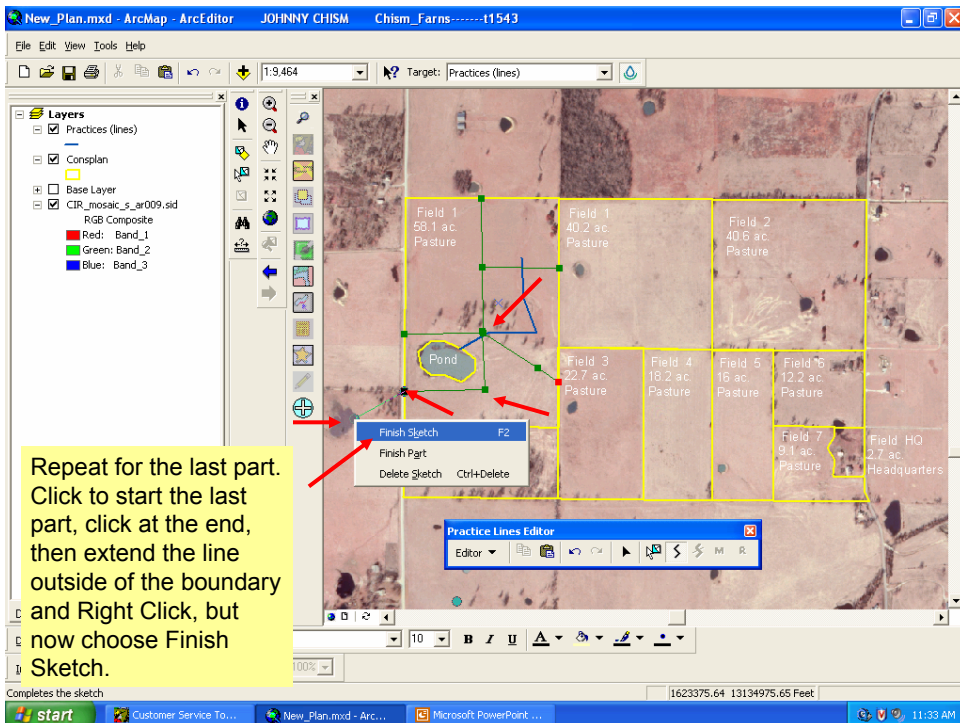 New_Plan.mxd - ArcMap - ArcEditor JOHNNY CHISM Chism_Farns-------t1543
File Edit View Tools Help
1:9,464 Target: Practices (lines)
Layers
Practices (lines)
Consplan
Base Layer
CIR_mosaic_s_ar009.sid
RGB Composite
Red: Band_1
Green: Band_2
Blue: Band_3
Field 1
58.1 ac.
Pasture
Field 1
40.2 ac.
Pasture
Field 2
40.6 ac.
Pasture
Pond
Field 3
22.7 ac.
Pasture
Field 4
18.2 ac.
Pasture
Field 5
16 ac.
Pasture
Field 6
12.2 ac.
Pasture
Field 7
9.1 ac.
Pasture
Field HQ
2.7 ac.
Headquarters
Finish Sketch F2
Finish Part
Delete Sketch Ctrl+Delete
Repeat for the last part.
Click to start the last
part, click at the end,
then extend the line
outside of the boundary
and Right Click, but
now choose Finish
Sketch.
Practice Lines Editor
Editor M R
10 B I U A
100%
Completes the sketch 1623375.64 13134975.65 Feet
start Customer Service To... New_Plan.mxd - Arc... Microsoft PowerPoint ... 11:33 AM